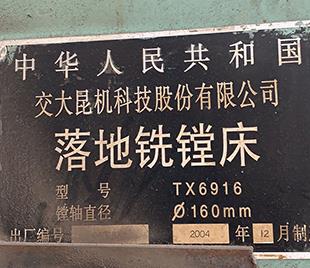 中华人民共和国
交大昆机科技股份有限公司
落地铣镗床
型 号 TX6916
镗轴直径 Ø160mm
出厂编号 2004 年 12 月制